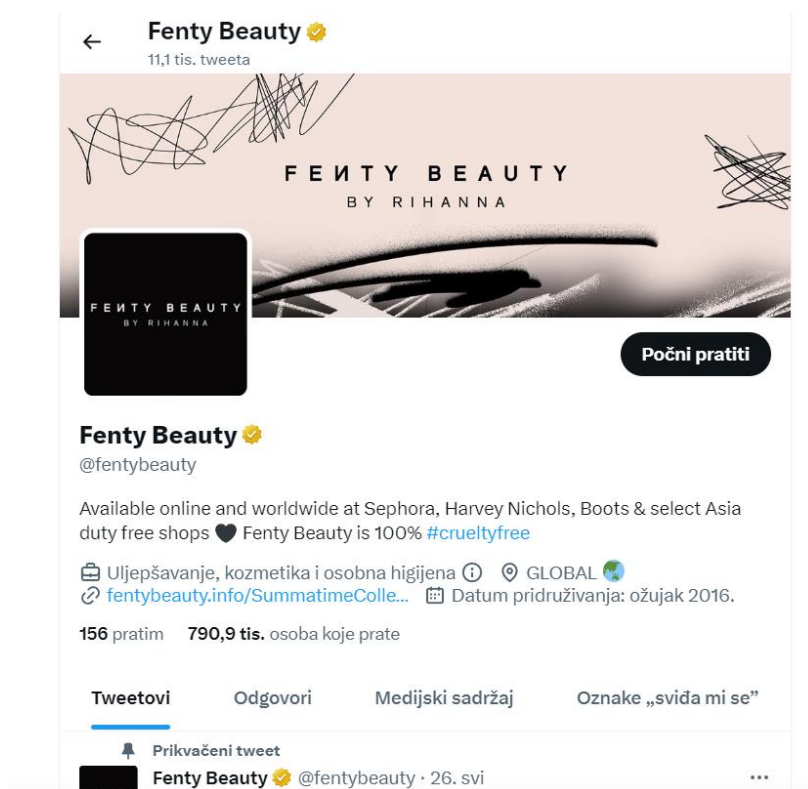 Fenty Beauty
11,1 tis. tweeta
FEИTY BEAUTY
BY RIHANNA
FEИTY BEAUTY
BY RIHANNA
Počni pratiti
Fenty Beauty
@fentybeauty
Available online and worldwide at Sephora, Harvey Nichols, Boots & select Asia
duty free shops 🖤 Fenty Beauty is 100% #crueltyfree
Uljepšavanje, kozmetika i osobna higijena GLOBAL 🌏
fentybeauty.info/SummatimeColle... Datum pridruživanja: ožujak 2016.
156 pratim 790,9 tis. osoba koje prate
Tweetovi Odgovori Medijski sadržaj Oznake „sviđa mi se”
Prikvačeni tweet
Fenty Beauty @fentybeauty · 26. svi